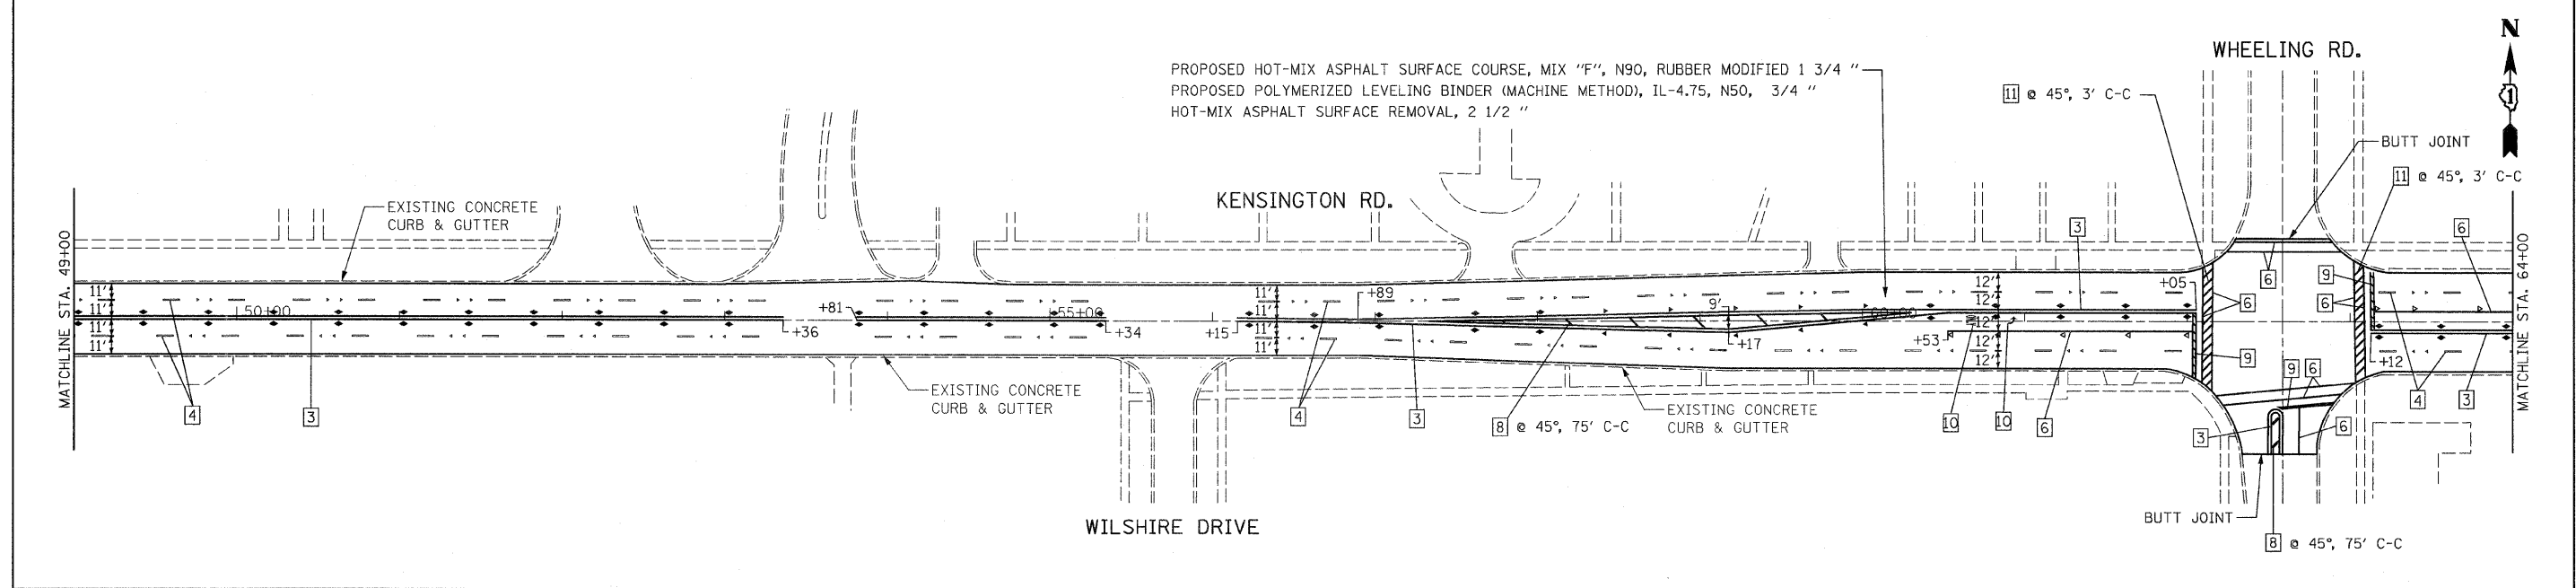 N
WHEELING RD.
PROPOSED HOT-MIX ASPHALT SURFACE COURSE, MIX "F", N90, RUBBER MODIFIED 1 3/4 "
PROPOSED POLYMERIZED LEVELING BINDER (MACHINE METHOD), IL-4.75, N50, 3/4 "
HOT-MIX ASPHALT SURFACE REMOVAL, 2 1/2 "
11 @ 45°, 3' C-C
1
BUTT JOINT
11 @ 45°, 3' C-C
KENSINGTON RD.
EXISTING CONCRETE
CURB & GUTTER
3
6
MATCHLINE STA. 49+00
MATCHLINE STA. 64+00
11'
11'
11'
11'
50+00
+36
+81
55+00
+34
+15
11'
11'
11'
11'
+89
9'
+17
+53
12'
12'
12'
12'
+05
6
6
9
6
9
+12
4
3
EXISTING CONCRETE
CURB & GUTTER
4
3
8 @ 45°, 75' C-C
EXISTING CONCRETE
CURB & GUTTER
10
10
6
9
6
3
6
4
3
WILSHIRE DRIVE
BUTT JOINT
8 @ 45°, 75' C-C